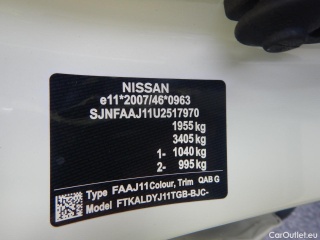 NISSAN
e11*2007/46*0963
SJNFAAJ11U2517970
1955 kg
3405 kg
1- 1040 kg
2- 995 kg
Type FAAJ11 Colour, Trim QAB G
Model FTKALDYJ11TGB-BJC-
© CarOutlet.eu